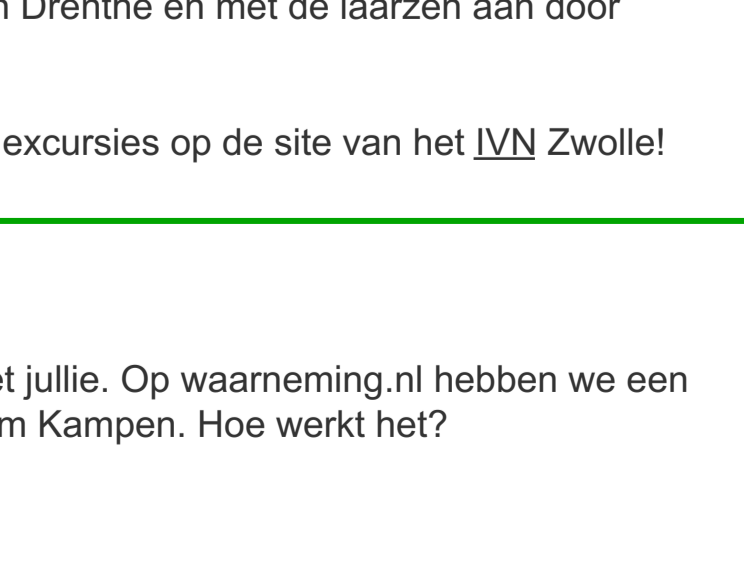 Drenthe en met de laarzen aan door
excursies op de site van het IVN Zwolle!
jullie. Op waarneming.nl hebben we een
Kampen. Hoe werkt het?